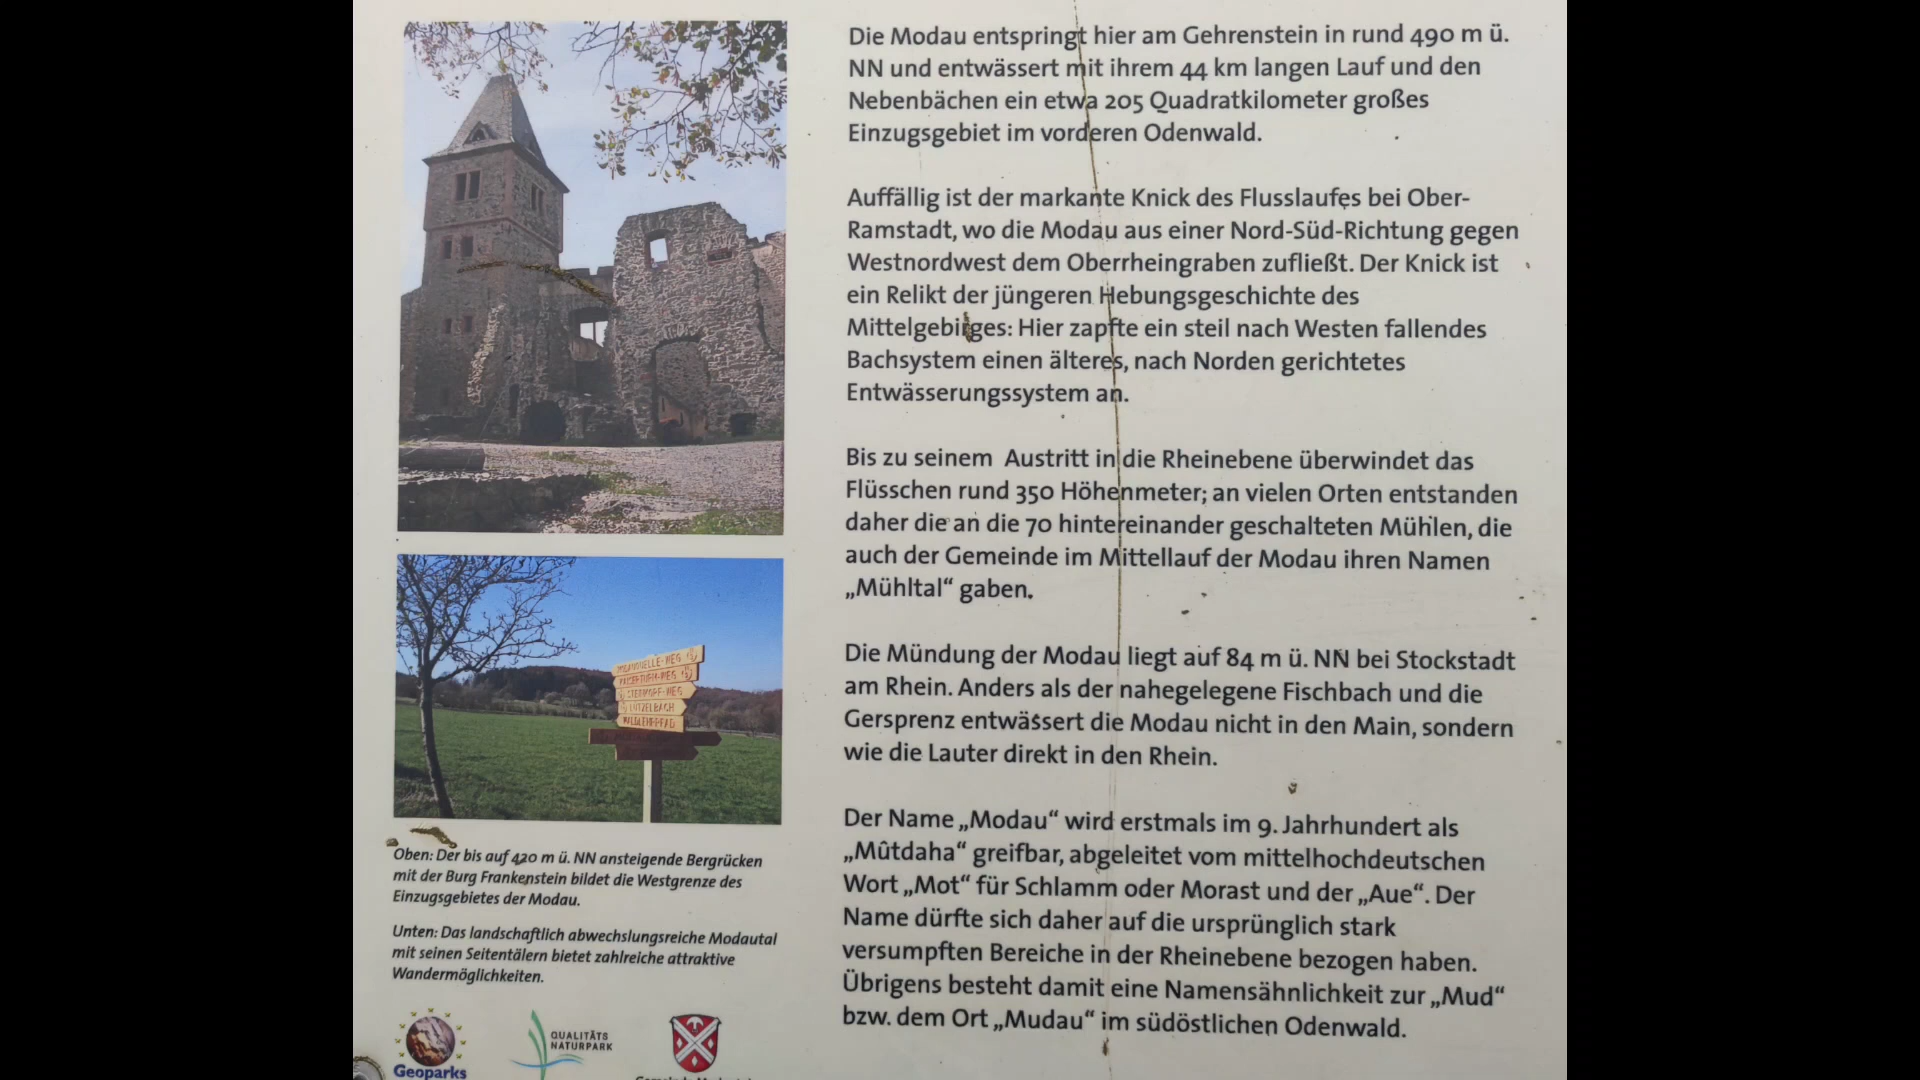 Die Modau entspringt hier am Gehrenstein in rund 490 m ü.
NN und entwässert mit ihrem 44 km langen Lauf und den
Nebenbächen ein etwa 205 Quadratkilometer großes
Einzugsgebiet im vorderen Odenwald.
Auffällig ist der markante Knick des Flusslaufes bei Ober-
Ramstadt, wo die Modau aus einer Nord-Süd-Richtung gegen
Westnordwest dem Oberrheingraben zufließt. Der Knick ist
ein Relikt der jüngeren Hebungsgeschichte des
Mittelgebirges: Hier zapfte ein steil nach Westen fallendes
Bachsystem einen älteres, nach Norden gerichtetes
Entwässerungssystem an.
Bis zu seinem Austritt in die Rheinebene überwindet das
Flüsschen rund 350 Höhenmeter; an vielen Orten entstanden
daher die an die 70 hintereinander geschalteten Mühlen, die
auch der Gemeinde im Mittellauf der Modau ihren Namen
„Mühltal“ gaben.
Die Mündung der Modau liegt auf 84 m ü. NN bei Stockstadt
am Rhein. Anders als der nahegelegene Fischbach und die
Gersprenz entwässert die Modau nicht in den Main, sondern
wie die Lauter direkt in den Rhein.
Der Name „Modau“ wird erstmals im 9. Jahrhundert als
„Mûtdaha“ greifbar, abgeleitet vom mittelhochdeutschen
Wort „Mot“ für Schlamm oder Morast und der „Aue“. Der
Name dürfte sich daher auf die ursprünglich stark
versumpften Bereiche in der Rheinebene bezogen haben.
Übrigens besteht damit eine Namensähnlichkeit zur „Mud“
bzw. dem Ort „Mudau“ im südöstlichen Odenwald.
MODAUQUELLE-WEG
KAISERTURM-WEG
STEINKOPF-WEG
LÜTZELBACH
WALDLEHRPFAD
Oben: Der bis auf 420 m ü. NN ansteigende Bergrücken
mit der Burg Frankenstein bildet die Westgrenze des
Einzugsgebietes der Modau.
Unten: Das landschaftlich abwechslungsreiche Modautal
mit seinen Seitentälern bietet zahlreiche attraktive
Wandermöglichkeiten.
Geoparks
QUALITÄTS
NATURPARK